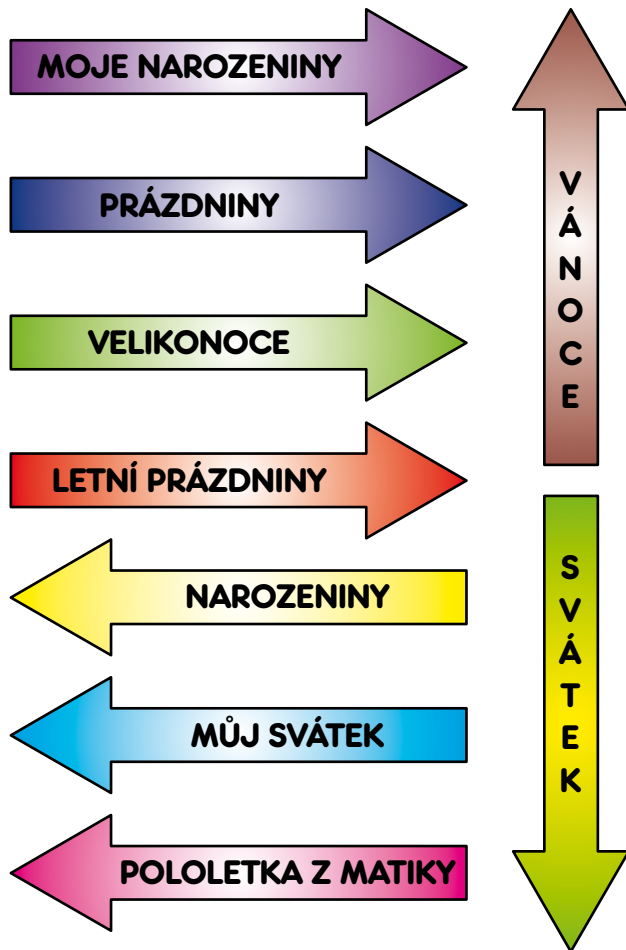 MOJE NAROZENINY
PRÁZDNINY
VELIKONOCE
LETNÍ PRÁZDNINY
NAROZENINY
MŮJ SVÁTEK
POLOLETKA Z MATIKY
VÁNOCE
SVÁTEK